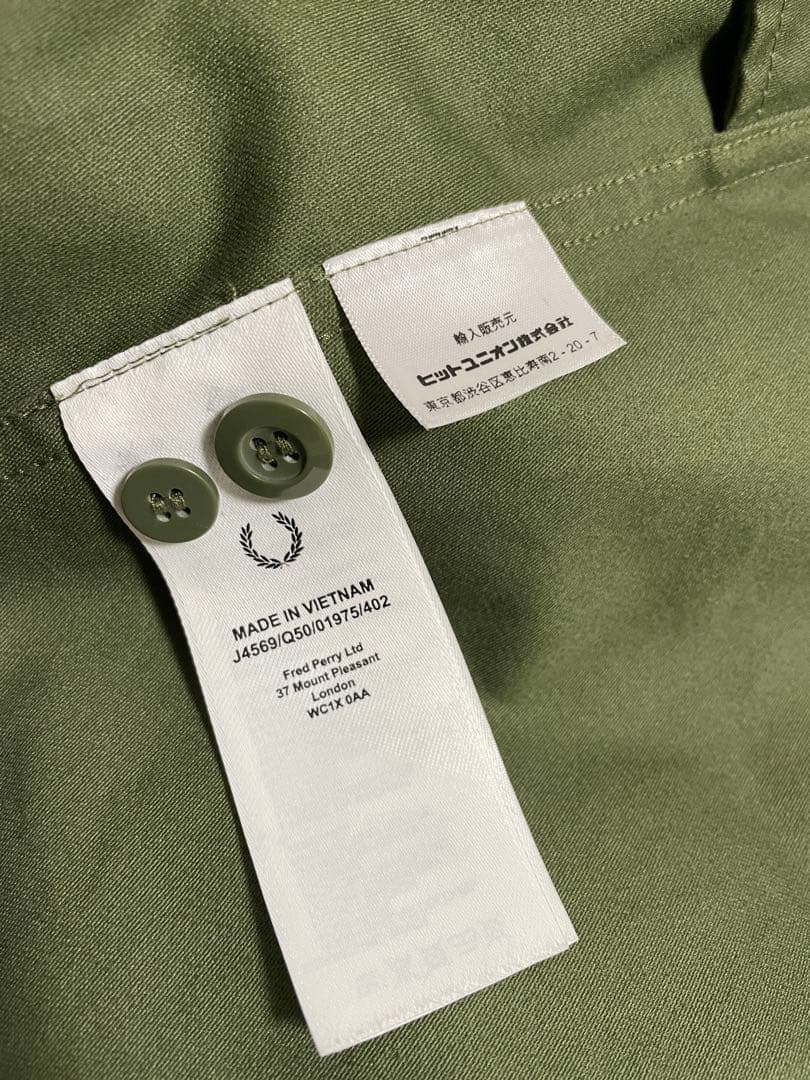 輸入販売元
ヒットユニオン株式会社
東京都渋谷区恵比寿南2-20-7
MADE IN VIETNAM
J4569/Q50/01975/402
Fred Perry Ltd
37 Mount Pleasant
London
WC1X 0AA